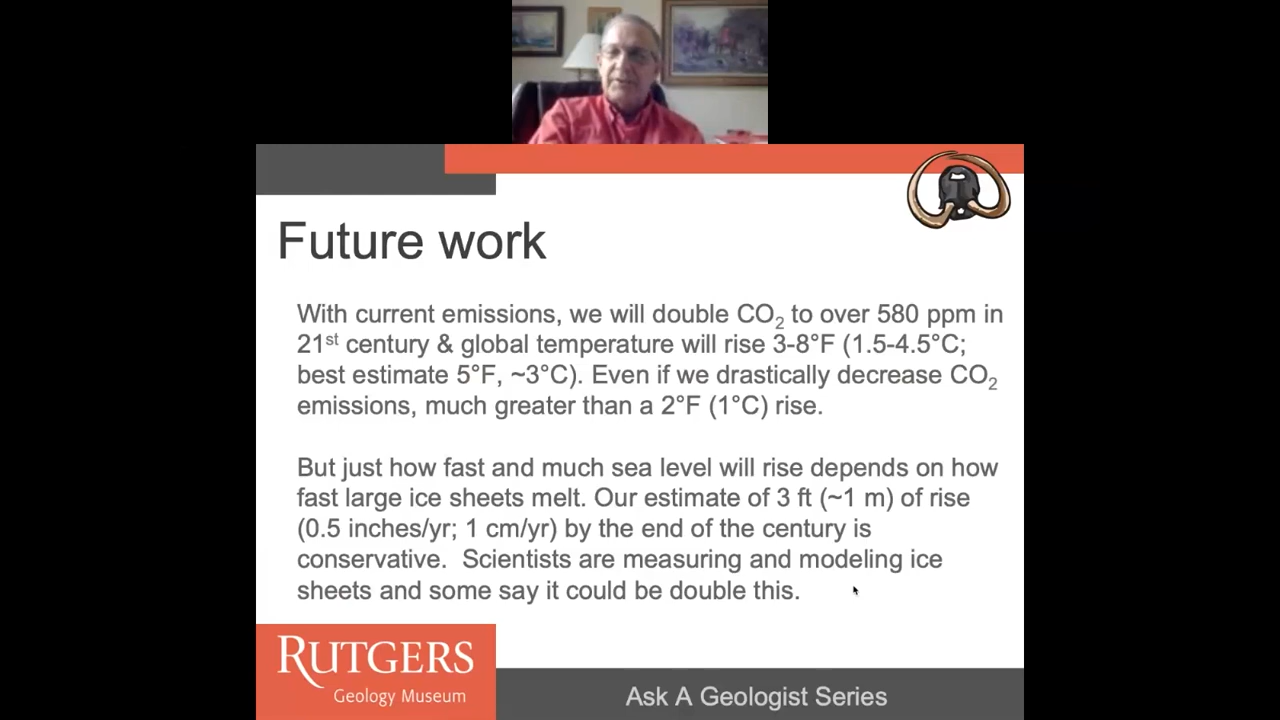 Future work
With current emissions, we will double CO₂ to over 580 ppm in
21ˢᵗ century & global temperature will rise 3-8°F (1.5-4.5°C;
best estimate 5°F, ~3°C). Even if we drastically decrease CO₂
emissions, much greater than a 2°F (1°C) rise.
But just how fast and much sea level will rise depends on how
fast large ice sheets melt. Our estimate of 3 ft (~1 m) of rise
(0.5 inches/yr; 1 cm/yr) by the end of the century is
conservative.  Scientists are measuring and modeling ice
sheets and some say it could be double this.
RUTGERS
Geology Museum
Ask A Geologist Series